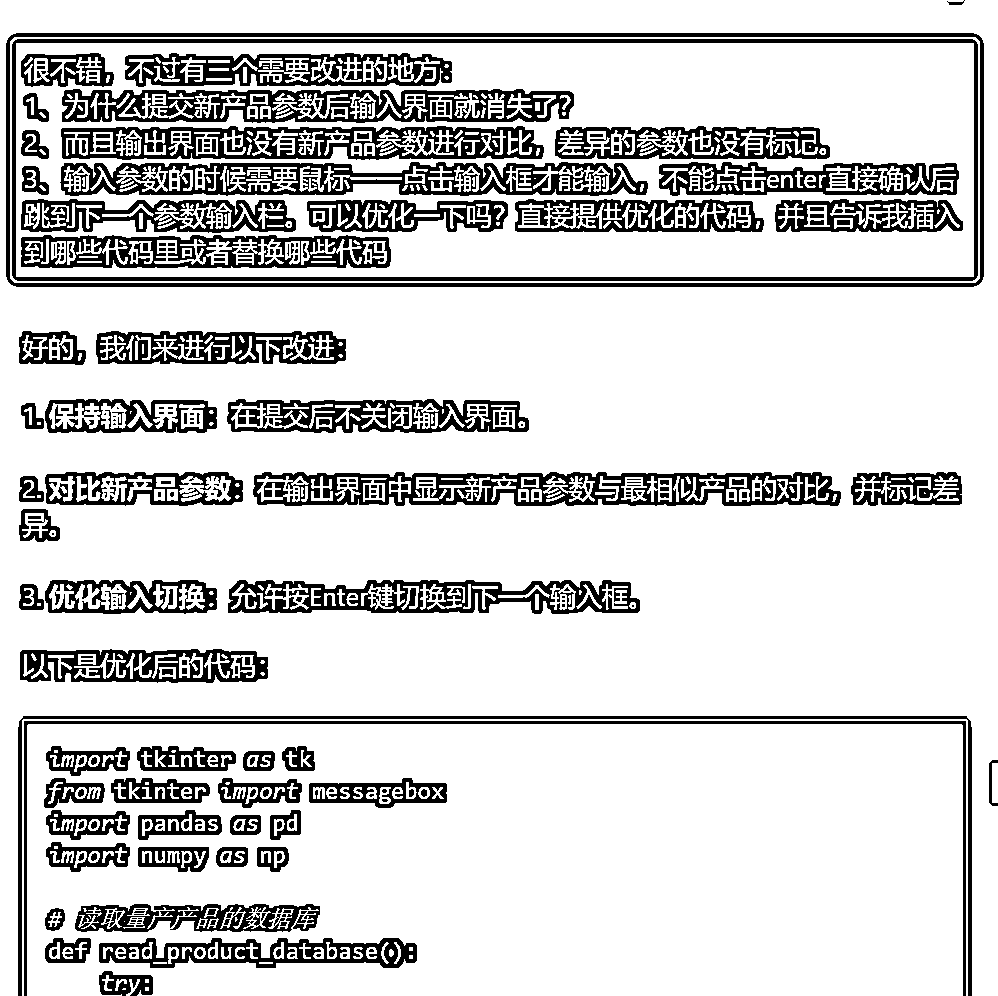 很不错，不过有三个需要改进的地方：
1、为什么提交新产品参数后输入界面就消失了？
2、而且输出界面也没有新产品参数进行对比，差异的参数也没有标记。
3、输入参数的时候需要鼠标一一点击输入框才能输入，不能点击enter直接确认后
跳到下一个参数输入栏。可以优化一下吗？直接提供优化的代码，并且告诉我插入
到哪些代码里或者替换哪些代码
好的，我们来进行以下改进：
1. 保持输入界面：在提交后不关闭输入界面。
2. 对比新产品参数：在输出界面中显示新产品参数与最相似产品的对比，并标记差
异。
3. 优化输入切换：允许按Enter键切换到下一个输入框。
以下是优化后的代码：
import tkinter as tk
from tkinter import messagebox
import pandas as pd
import numpy as np
# 读取量产产品的数据库
def read_product_database():
try: